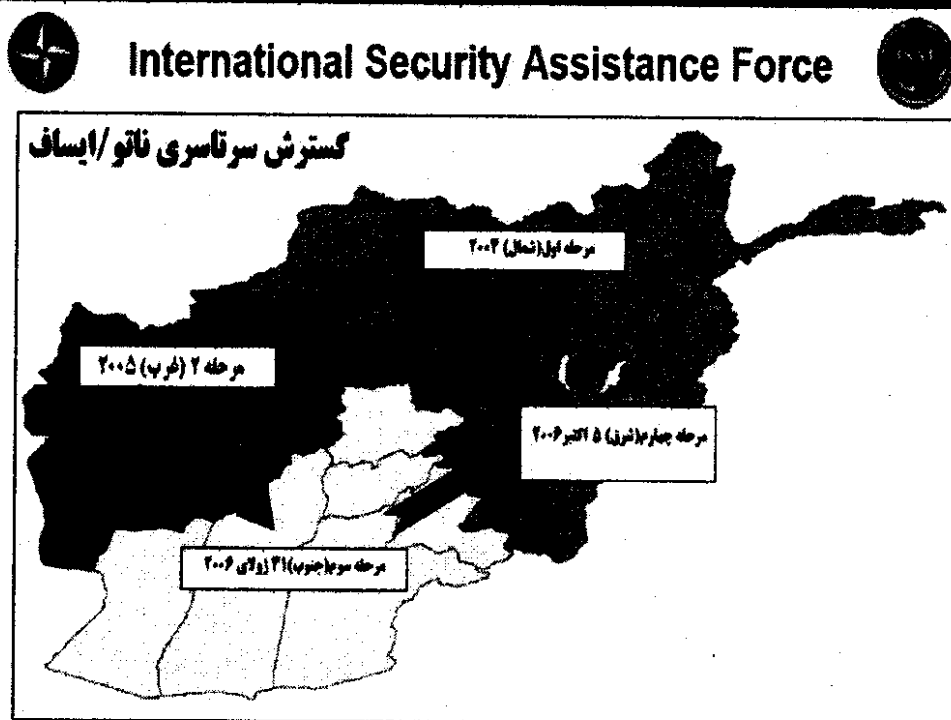 International Security Assistance Force
گسترش سرتاسری ناتو/ایساف
مرحله اول(شمال) ۲۰۰۳
مرحله ۲ (غرب) ۲۰۰۵
مرحله چهارم(شرق) ۵ اکتبر ۲۰۰۶
مرحله سوم(جنوب) ۳۱ ژولای ۲۰۰۶